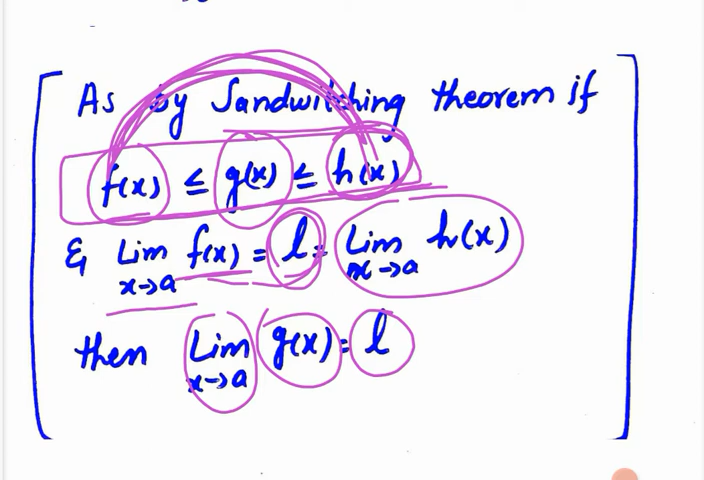 As by Sandwitching theorem if
f(x) ≤ g(x) ≤ h(x)
& Lim x→a f(x) = l = Lim x→a h(x)
then Lim x→a g(x) = l